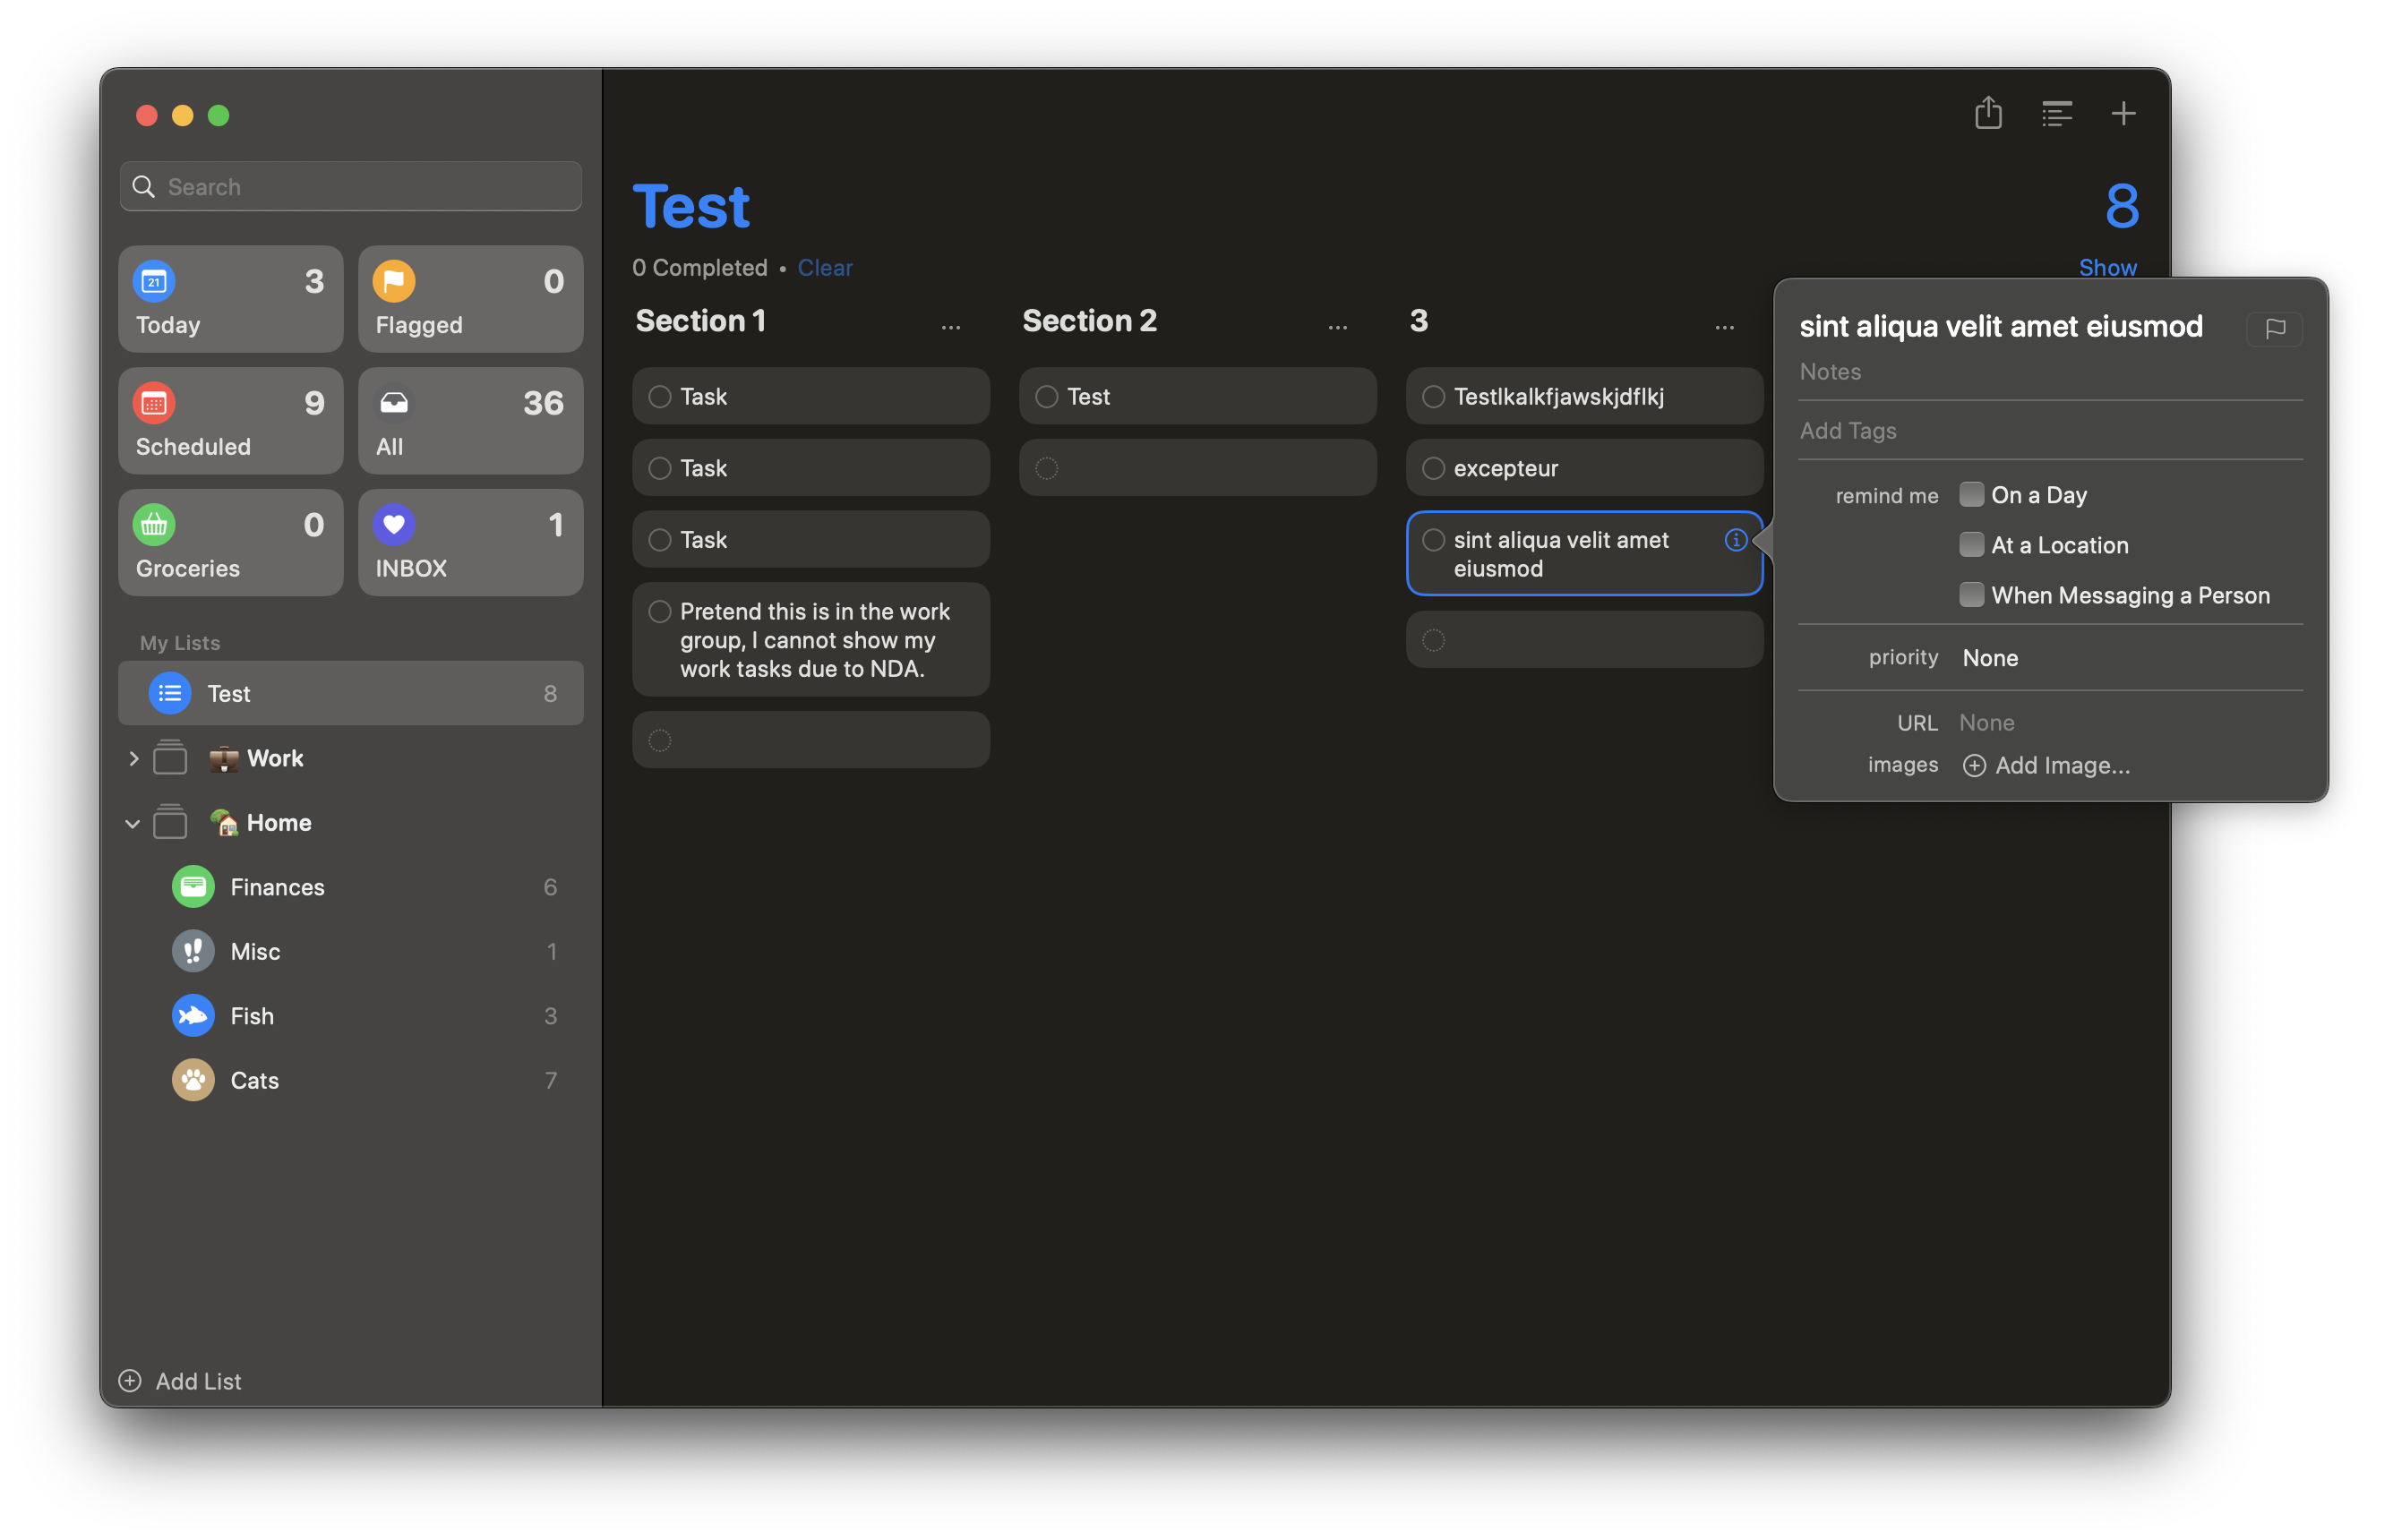 Search
21
Today 3
Flagged 0
Scheduled 9
All 36
Groceries 0
INBOX 1
My Lists
Test 8
Work
Home
Finances 6
Misc 1
Fish 3
Cats 7
Add List
Test 8
0 Completed • Clear
Show
Section 1 ...
Task
Task
Task
Pretend this is in the work
group, I cannot show my
work tasks due to NDA.
Section 2 ...
Test
3 ...
Testlkalkfjawskjdflkj
excepteur
sint aliqua velit amet
eiusmod
sint aliqua velit amet eiusmod
Notes
Add Tags
remind me On a Day
At a Location
When Messaging a Person
priority None
URL None
images Add Image...